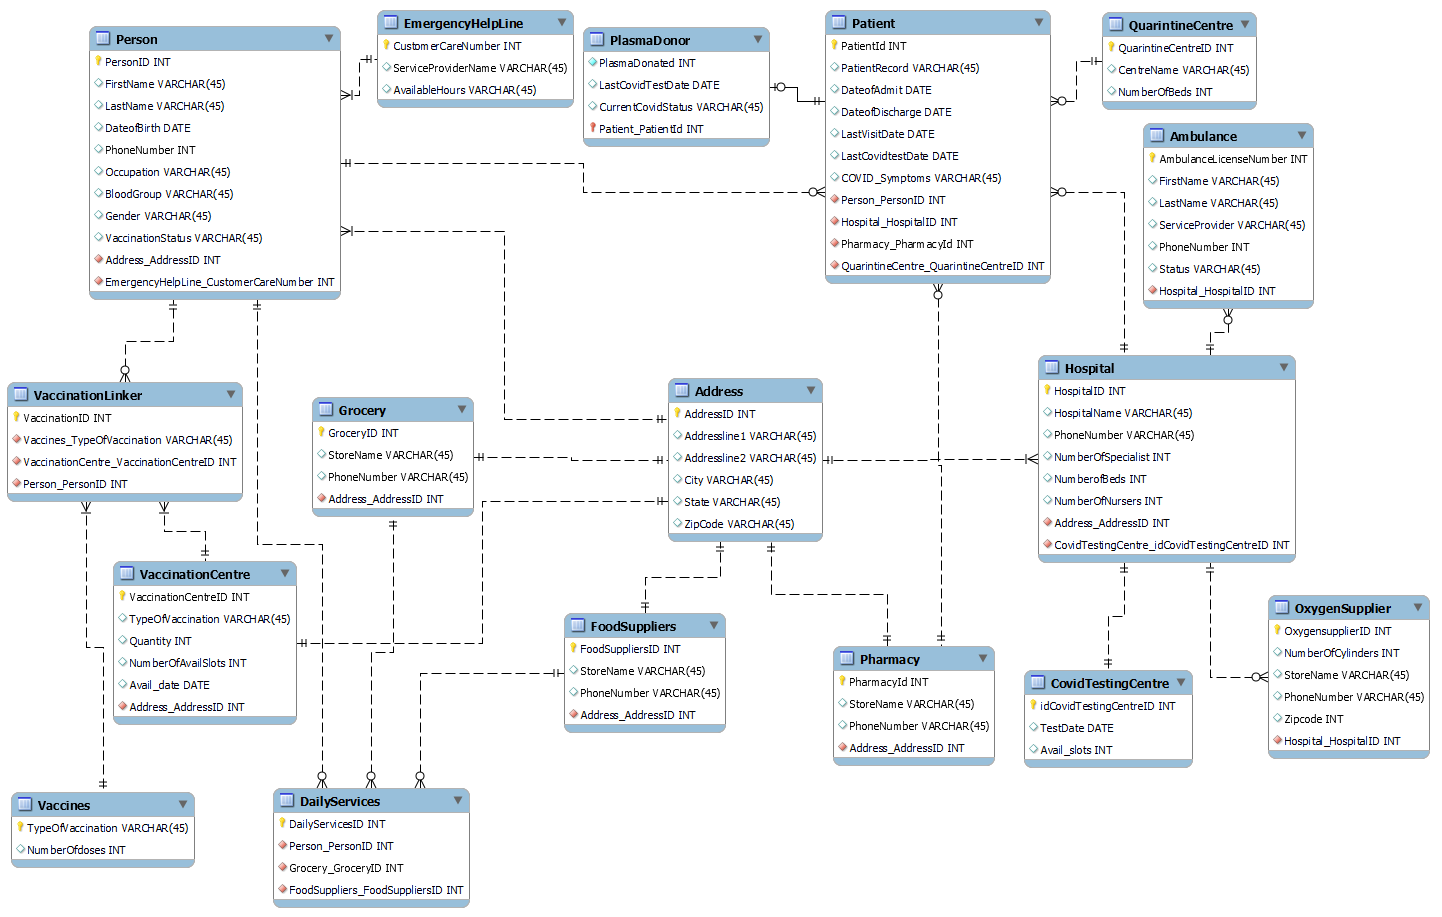 Person
PersonID INT
FirstName VARCHAR(45)
LastName VARCHAR(45)
DateofBirth DATE
PhoneNumber INT
Occupation VARCHAR(45)
BloodGroup VARCHAR(45)
Gender VARCHAR(45)
VaccinationStatus VARCHAR(45)
Address_AddressID INT
EmergencyHelpLine_CustomerCareNumber INT
EmergencyHelpLine
CustomerCareNumber INT
ServiceProviderName VARCHAR(45)
AvailableHours VARCHAR(45)
PlasmaDonor
PlasmaDonated INT
LastCovidTestDate DATE
CurrentCovidStatus VARCHAR(45)
Patient_PatientId INT
Patient
PatientId INT
PatientRecord VARCHAR(45)
DateofAdmit DATE
DateofDischarge DATE
LastVisitDate DATE
LastCovidtestDate DATE
COVID_Symptoms VARCHAR(45)
Person_PersonID INT
Hospital_HospitalID INT
Pharmacy_PharmacyId INT
QuarintineCentre_QuarintineCentreID INT
QuarintineCentre
QuarintineCentreID INT
CentreName VARCHAR(45)
NumberOfBeds INT
Ambulance
AmbulanceLicenseNumber INT
FirstName VARCHAR(45)
LastName VARCHAR(45)
ServiceProvider VARCHAR(45)
PhoneNumber INT
Status VARCHAR(45)
Hospital_HospitalID INT
VaccinationLinker
VaccinationID INT
Vaccines_TypeOfVaccination VARCHAR(45)
VaccinationCentre_VaccinationCentreID INT
Person_PersonID INT
Grocery
GroceryID INT
StoreName VARCHAR(45)
PhoneNumber VARCHAR(45)
Address_AddressID INT
Address
AddressID INT
Addressline1 VARCHAR(45)
Addressline2 VARCHAR(45)
City VARCHAR(45)
State VARCHAR(45)
ZipCode VARCHAR(45)
Hospital
HospitalID INT
HospitalName VARCHAR(45)
PhoneNumber VARCHAR(45)
NumberOfSpecialist INT
NumberofBeds INT
NumberOfNursers INT
Address_AddressID INT
CovidTestingCentre_idCovidTestingCentreID INT
VaccinationCentre
VaccinationCentreID INT
TypeOfVaccination VARCHAR(45)
Quantity INT
NumberOfAvailSlots INT
Avail_date DATE
Address_AddressID INT
FoodSuppliers
FoodSuppliersID INT
StoreName VARCHAR(45)
PhoneNumber VARCHAR(45)
Address_AddressID INT
Pharmacy
PharmacyId INT
StoreName VARCHAR(45)
PhoneNumber VARCHAR(45)
Address_AddressID INT
CovidTestingCentre
idCovidTestingCentreID INT
TestDate DATE
Avail_slots INT
OxygenSupplier
OxygensupplierID INT
NumberOfCylinders INT
StoreName VARCHAR(45)
PhoneNumber VARCHAR(45)
Zipcode INT
Hospital_HospitalID INT
Vaccines
TypeOfVaccination VARCHAR(45)
NumberOfdoses INT
DailyServices
DailyServicesID INT
Person_PersonID INT
Grocery_GroceryID INT
FoodSuppliers_FoodSuppliersID INT